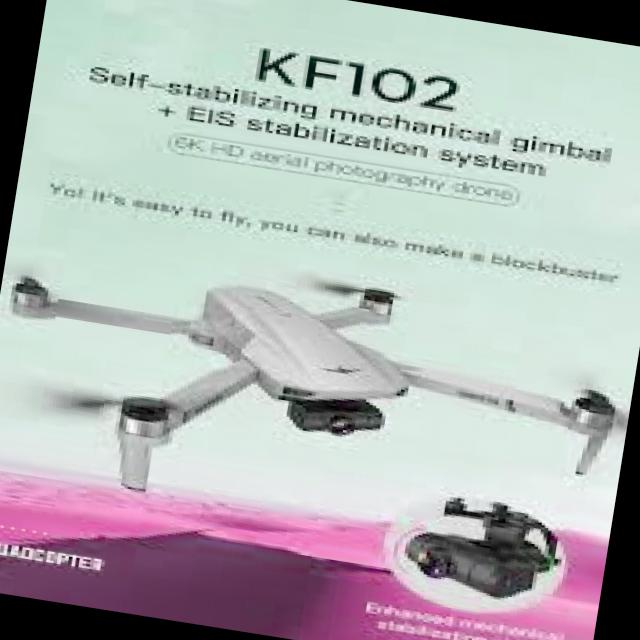 KF102
Self-stabilizing mechanical gimbal
+ EIS stabilization system
6K HD aerial photography drone
Yo! It's easy to fly, you can also make a blockbuster
Enhanced mechanical